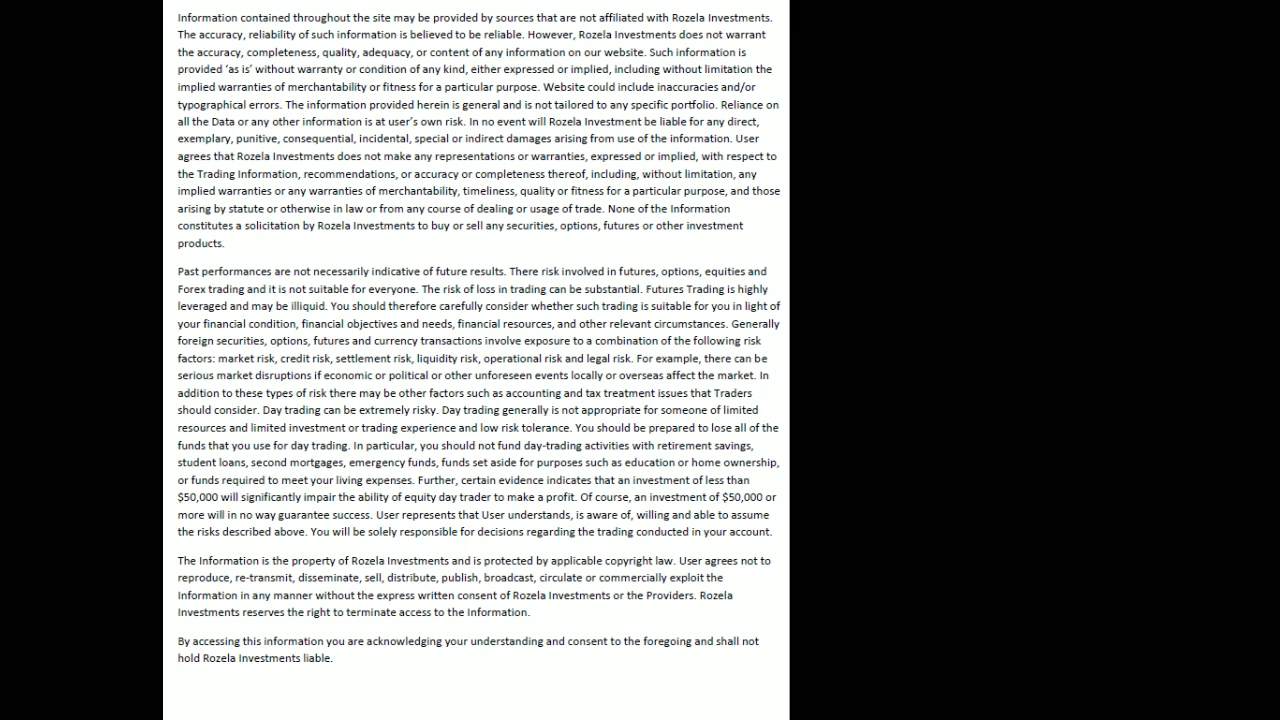 Information contained throughout the site may be provided by sources that are not affiliated with Rozela Investments.
The accuracy, reliability of such information is believed to be reliable. However, Rozela Investments does not warrant
the accuracy, completeness, quality, adequacy, or content of any information on our website. Such information is
provided ‘as is’ without warranty or condition of any kind, either expressed or implied, including without limitation the
implied warranties of merchantability or fitness for a particular purpose. Website could include inaccuracies and/or
typographical errors. The information provided herein is general and is not tailored to any specific portfolio. Reliance on
all the Data or any other information is at user’s own risk. In no event will Rozela Investment be liable for any direct,
exemplary, punitive, consequential, incidental, special or indirect damages arising from use of the information. User
agrees that Rozela Investments does not make any representations or warranties, expressed or implied, with respect to
the Trading Information, recommendations, or accuracy or completeness thereof, including, without limitation, any
implied warranties or any warranties of merchantability, timeliness, quality or fitness for a particular purpose, and those
arising by statute or otherwise in law or from any course of dealing or usage of trade. None of the Information
constitutes a solicitation by Rozela Investments to buy or sell any securities, options, futures or other investment
products.
Past performances are not necessarily indicative of future results. There risk involved in futures, options, equities and
Forex trading and it is not suitable for everyone. The risk of loss in trading can be substantial. Futures Trading is highly
leveraged and may be illiquid. You should therefore carefully consider whether such trading is suitable for you in light of
your financial condition, financial objectives and needs, financial resources, and other relevant circumstances. Generally
foreign securities, options, futures and currency transactions involve exposure to a combination of the following risk
factors: market risk, credit risk, settlement risk, liquidity risk, operational risk and legal risk. For example, there can be
serious market disruptions if economic or political or other unforeseen events locally or overseas affect the market. In
addition to these types of risk there may be other factors such as accounting and tax treatment issues that Traders
should consider. Day trading can be extremely risky. Day trading generally is not appropriate for someone of limited
resources and limited investment or trading experience and low risk tolerance. You should be prepared to lose all of the
funds that you use for day trading. In particular, you should not fund day-trading activities with retirement savings,
student loans, second mortgages, emergency funds, funds set aside for purposes such as education or home ownership,
or funds required to meet your living expenses. Further, certain evidence indicates that an investment of less than
$50,000 will significantly impair the ability of equity day trader to make a profit. Of course, an investment of $50,000 or
more will in no way guarantee success. User represents that User understands, is aware of, willing and able to assume
the risks described above. You will be solely responsible for decisions regarding the trading conducted in your account.
The Information is the property of Rozela Investments and is protected by applicable copyright law. User agrees not to
reproduce, re-transmit, disseminate, sell, distribute, publish, broadcast, circulate or commercially exploit the
Information in any manner without the express written consent of Rozela Investments or the Providers. Rozela
Investments reserves the right to terminate access to the Information.
By accessing this information you are acknowledging your understanding and consent to the foregoing and shall not
hold Rozela Investments liable.